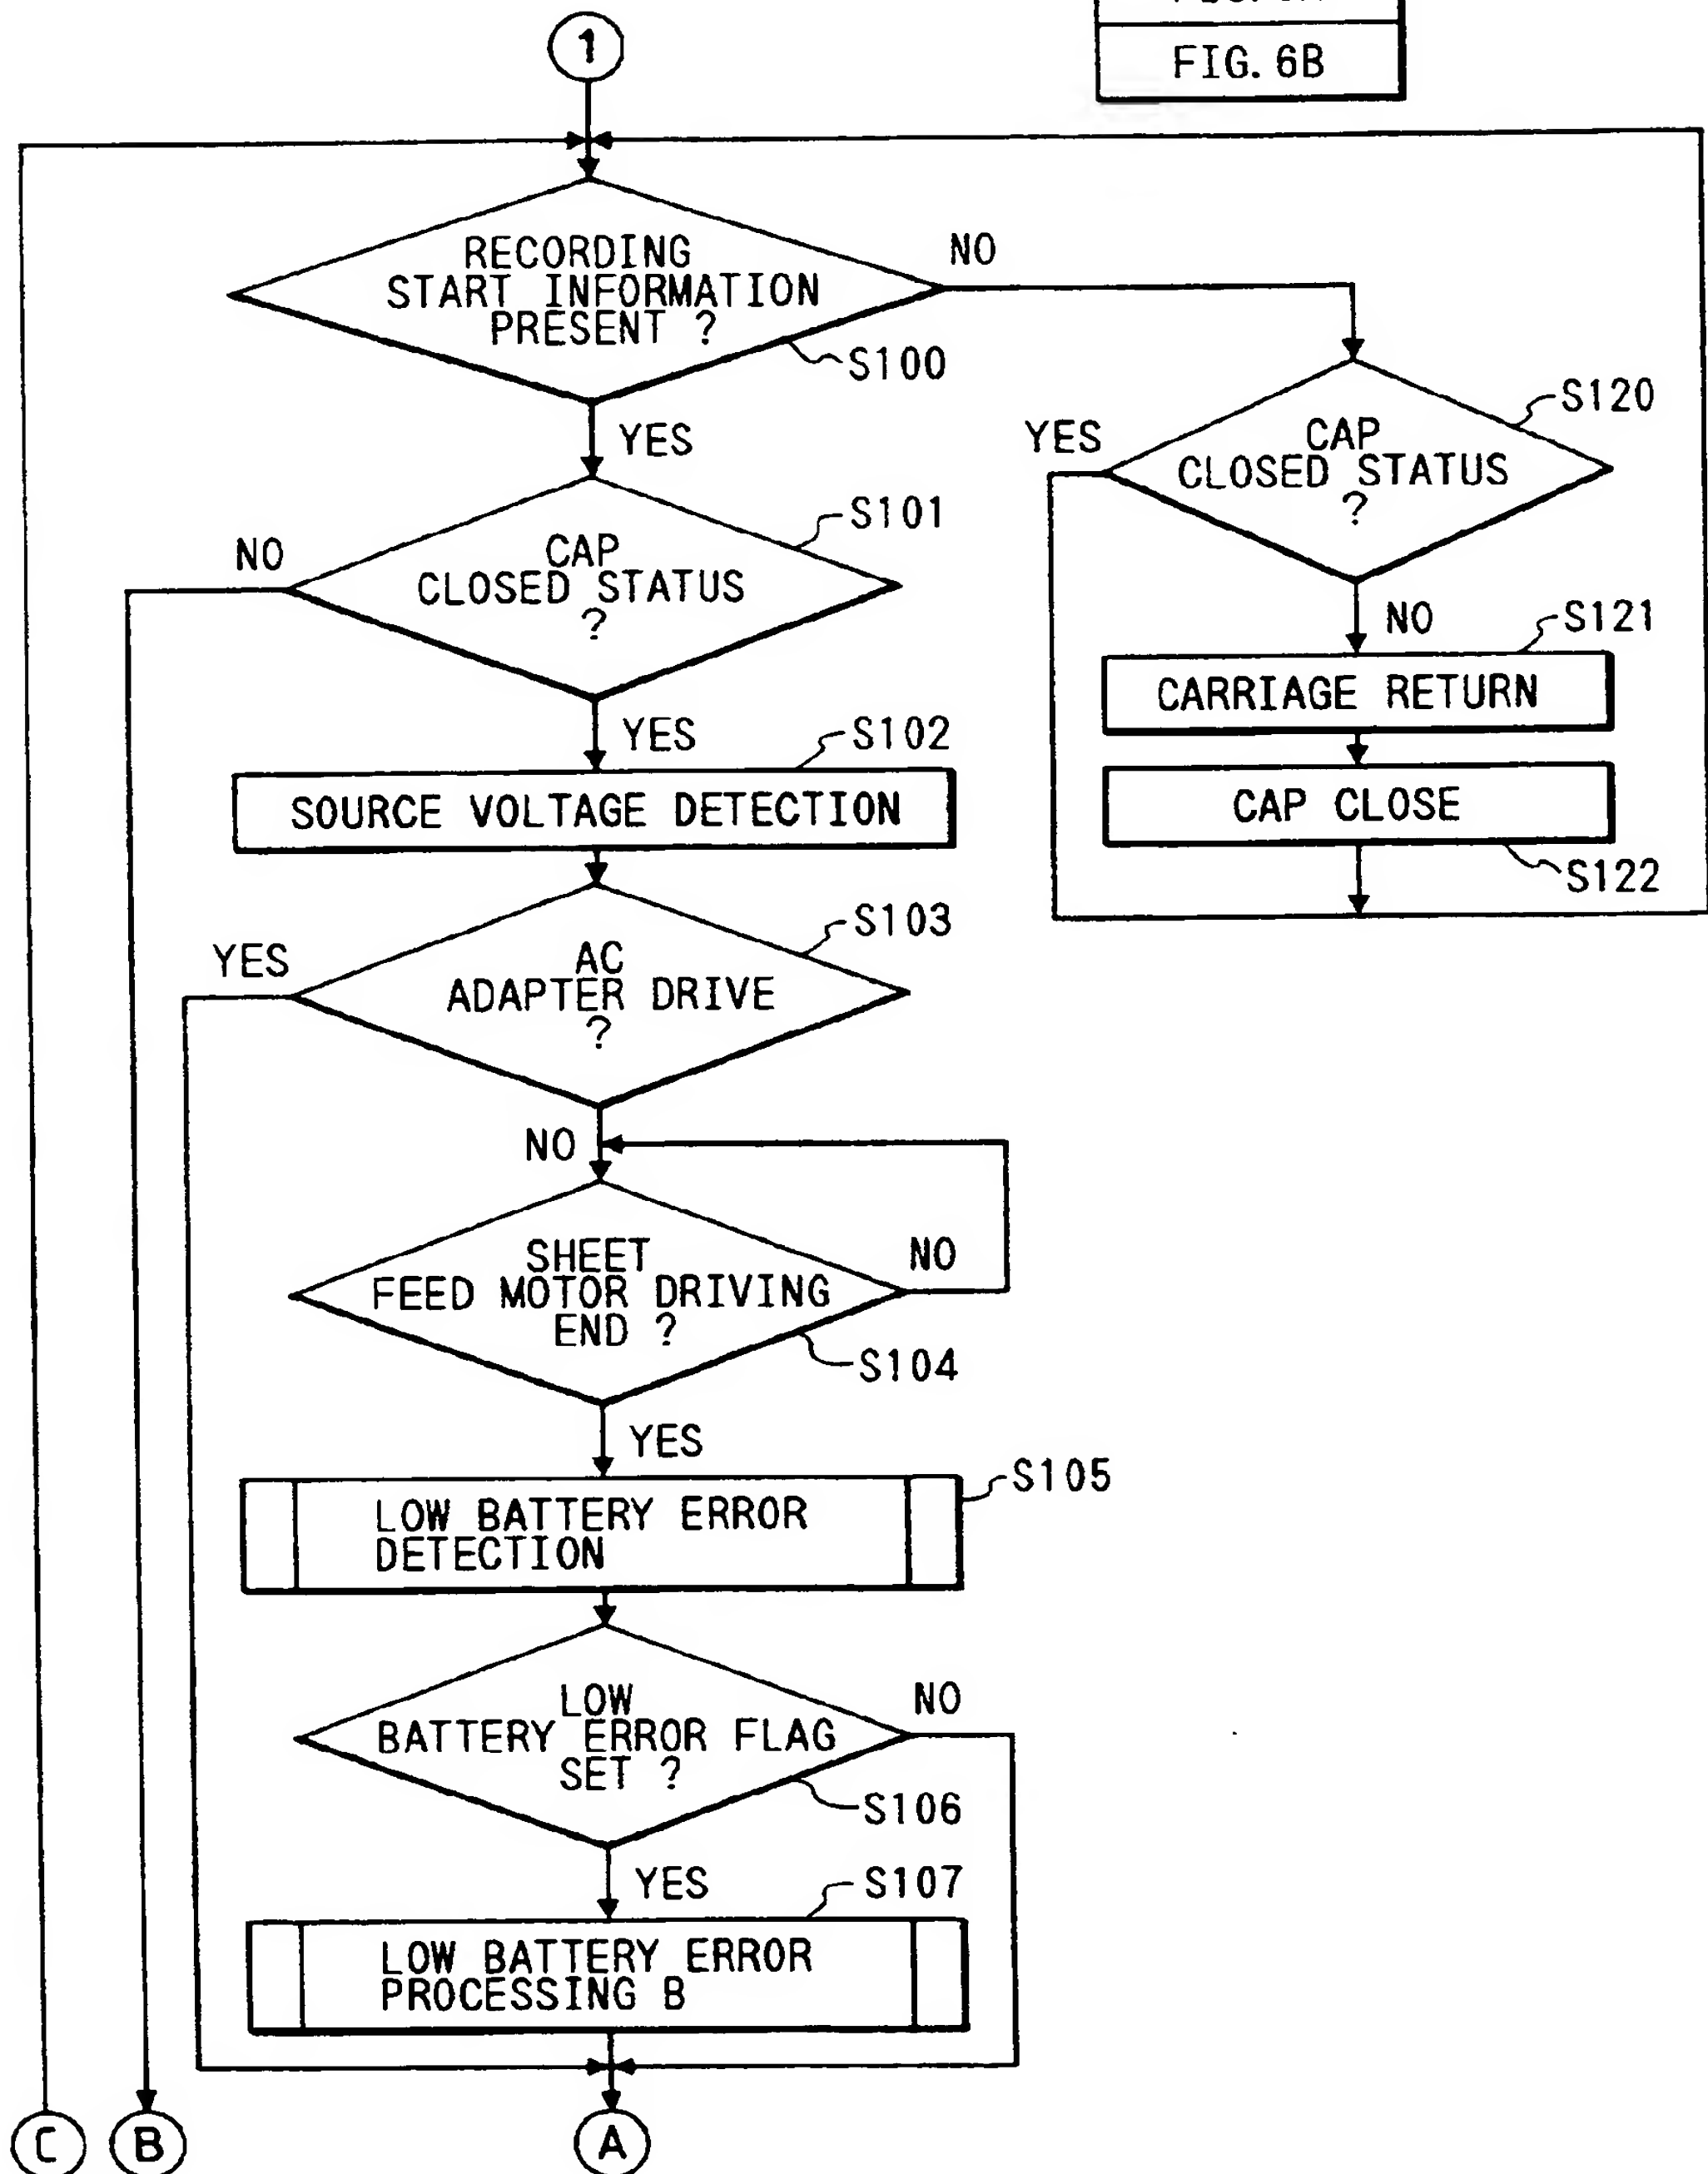 FIG. 6B
1
RECORDING
START INFORMATION
PRESENT ?
NO
S100
YES
S120
CAP
CLOSED STATUS
?
YES
NO
S121
CARRIAGE RETURN
CAP CLOSE
S122
S101
CAP
CLOSED STATUS
?
NO
YES
S102
SOURCE VOLTAGE DETECTION
S103
AC
ADAPTER DRIVE
?
YES
NO
SHEET
FEED MOTOR DRIVING
END ?
NO
S104
YES
S105
LOW BATTERY ERROR
DETECTION
LOW
BATTERY ERROR FLAG
SET ?
NO
S106
YES
S107
LOW BATTERY ERROR
PROCESSING B
C
B
A